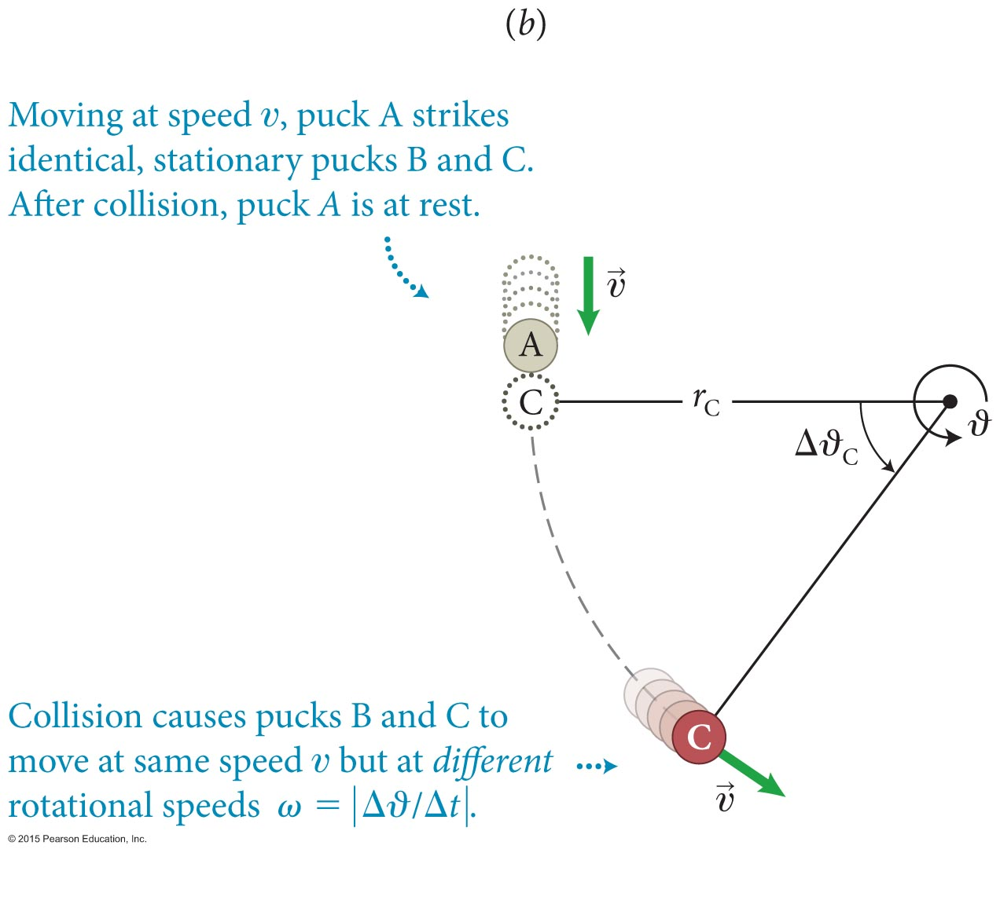 (b)
Moving at speed v, puck A strikes
identical, stationary pucks B and C.
After collision, puck A is at rest.
v⃗
A
C
r_C
ϑ
Δϑ_C
Collision causes pucks B and C to
move at same speed v but at different
rotational speeds ω = |Δϑ/Δt|.
C
v⃗
© 2015 Pearson Education, Inc.